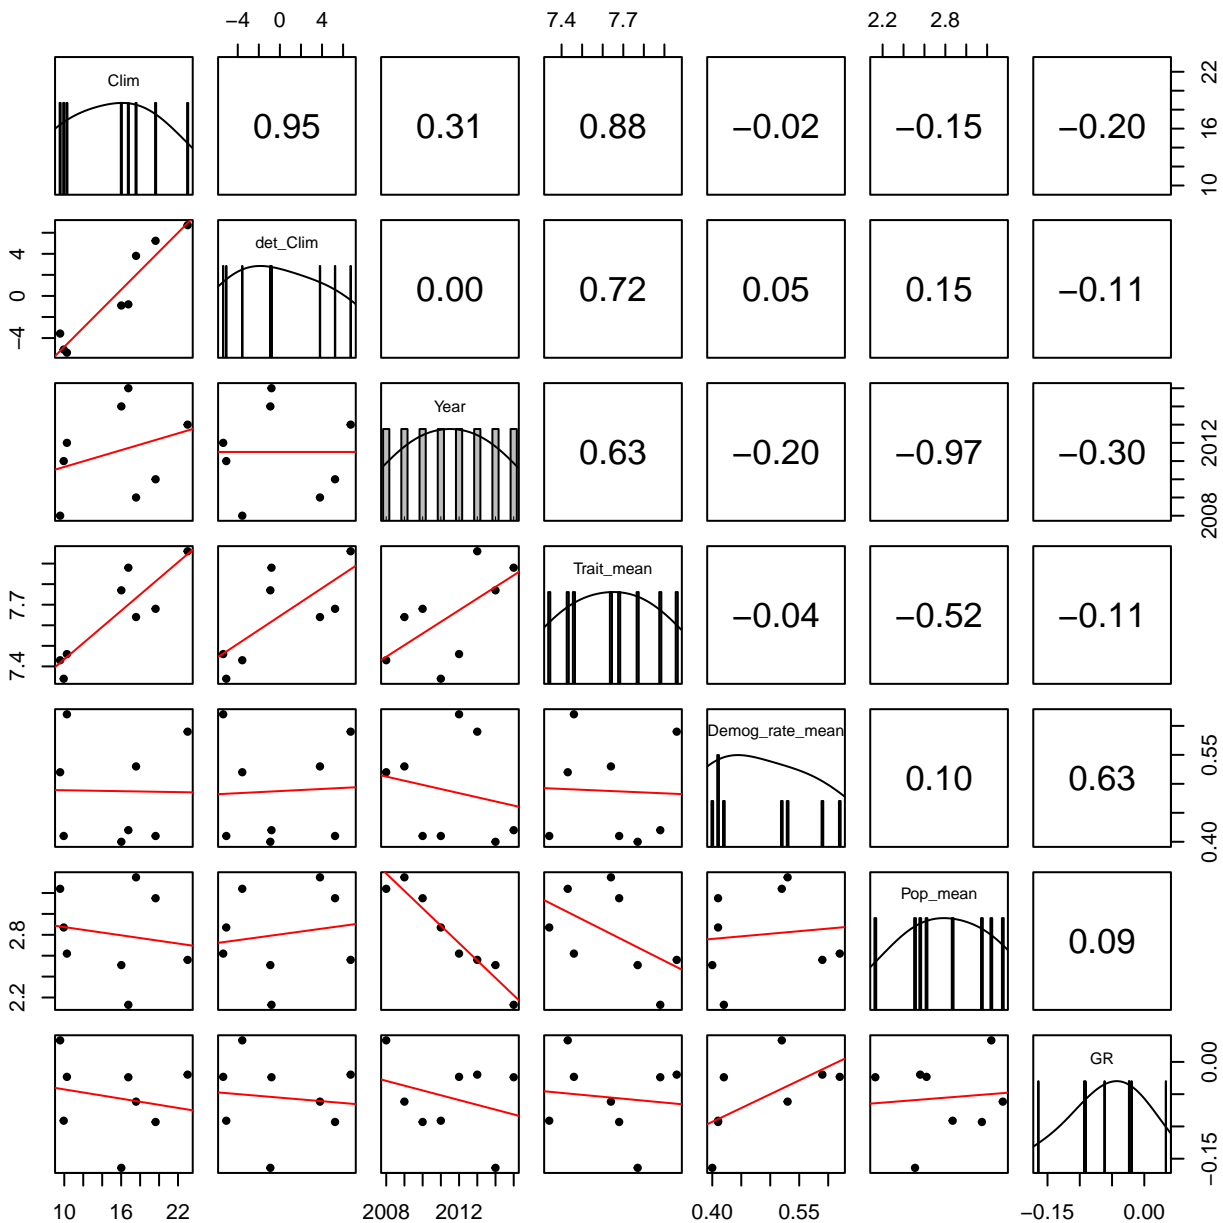 −4 0 4 7.4 7.7 2.2 2.8
Clim 0.95 0.31 0.88 −0.02 −0.15 −0.20 10 16 22
−4 0 4 det_Clim 0.00 0.72 0.05 0.15 −0.11
Year 0.63 −0.20 −0.97 −0.30 2008 2012
7.4 7.7 Trait_mean −0.04 −0.52 −0.11
Demog_rate_mean 0.10 0.63 0.40 0.55
2.2 2.8 Pop_mean 0.09
GR −0.15 0.00
10 16 22 2008 2012 0.40 0.55 −0.15 0.00